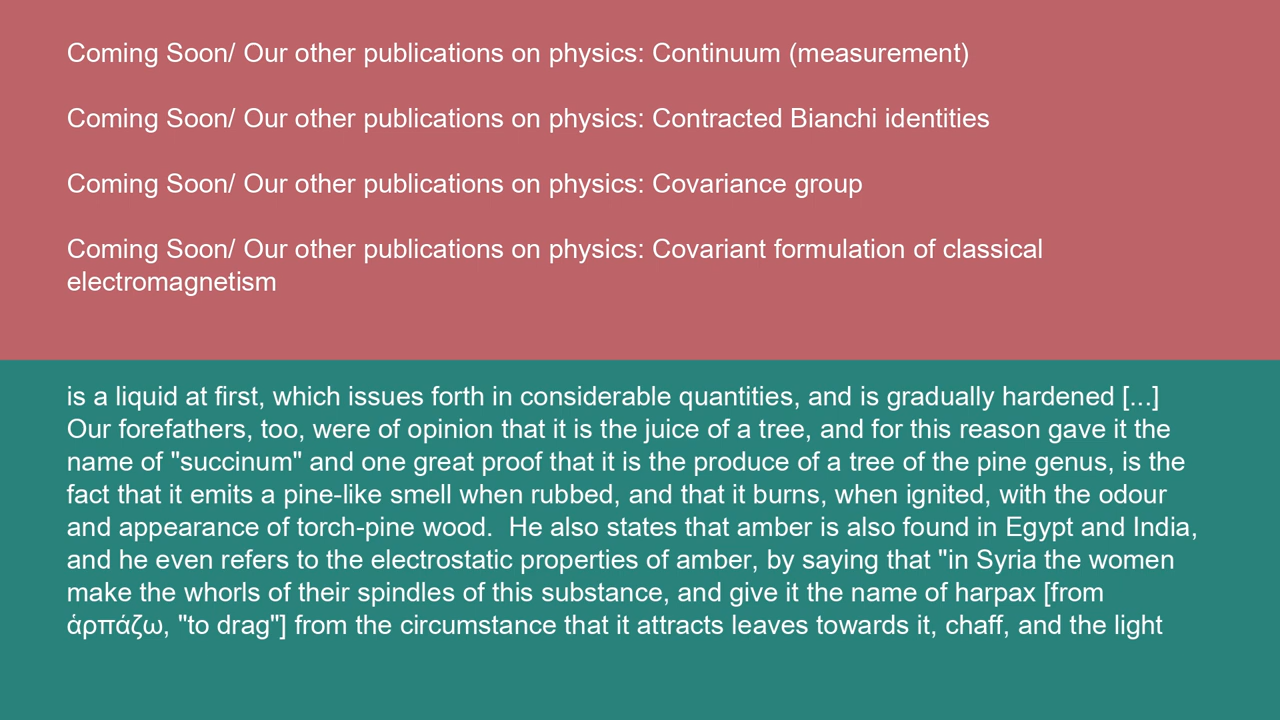 Coming Soon/ Our other publications on physics: Continuum (measurement)
Coming Soon/ Our other publications on physics: Contracted Bianchi identities
Coming Soon/ Our other publications on physics: Covariance group
Coming Soon/ Our other publications on physics: Covariant formulation of classical
electromagnetism
is a liquid at first, which issues forth in considerable quantities, and is gradually hardened [...]
Our forefathers, too, were of opinion that it is the juice of a tree, and for this reason gave it the
name of "succinum" and one great proof that it is the produce of a tree of the pine genus, is the
fact that it emits a pine-like smell when rubbed, and that it burns, when ignited, with the odour
and appearance of torch-pine wood.  He also states that amber is also found in Egypt and India,
and he even refers to the electrostatic properties of amber, by saying that "in Syria the women
make the whorls of their spindles of this substance, and give it the name of harpax [from
ἁρπάζω, "to drag"] from the circumstance that it attracts leaves towards it, chaff, and the light